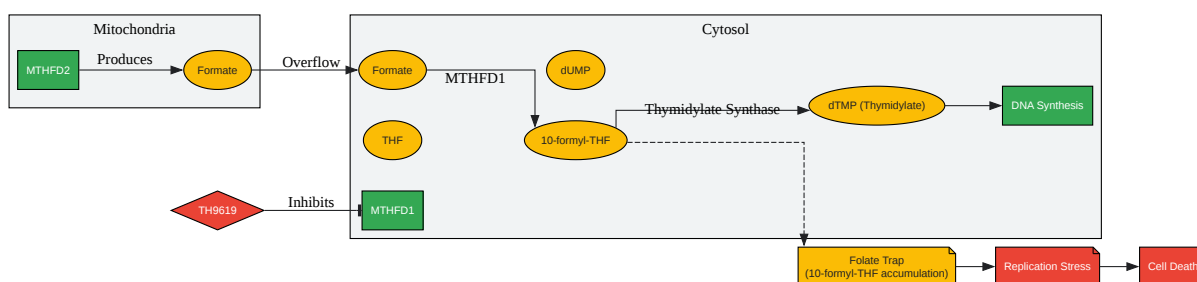 Mitochondria
Cytosol
MTHFD2
Produces
Formate
Overflow
Formate
MTHFD1
dUMP
THF
10-formyl-THF
Thymidylate Synthase
dTMP (Thymidylate)
DNA Synthesis
TH9619
Inhibits
MTHFD1
Folate Trap
(10-formyl-THF accumulation)
Replication Stress
Cell Death